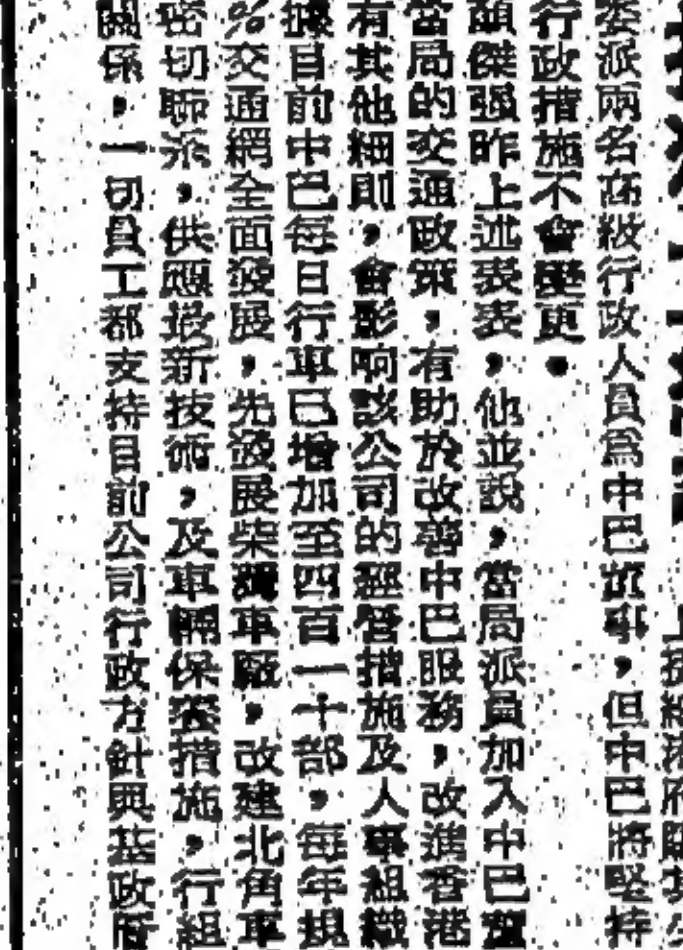 委派兩名高級行政人員為中巴董事，但中巴將堅持
行政措施不會變更。
顏傑强昨上述表表，他並説，當局派員加入中巴董
當局的交通政策，有助於改善中巴服務，改進香港
有其他細則，會影响該公司的經營措施及人事組織
據目前中巴每日行車已增加至四百一十部，每年規
％交通網全面發展，先發展柴灣車廠，改建北角車
密切聯系，供應最新技術，及車輛保養措施，行組
關係，一切員工都支持目前公司行政方針與基政府